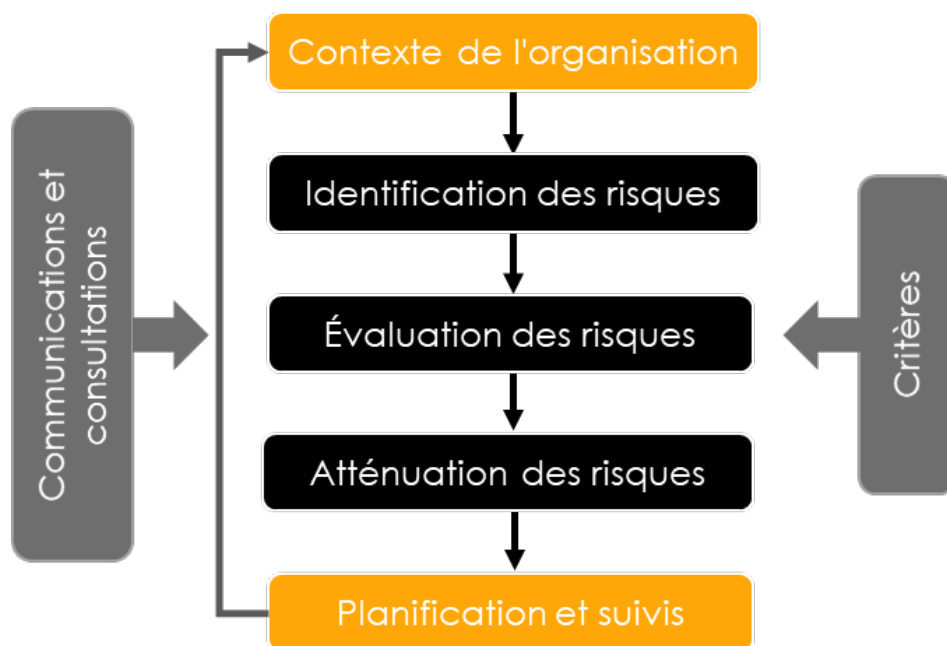 Contexte de l'organisation
Communications et
consultations
Identification des risques
Évaluation des risques
Critères
Atténuation des risques
Planification et suivis